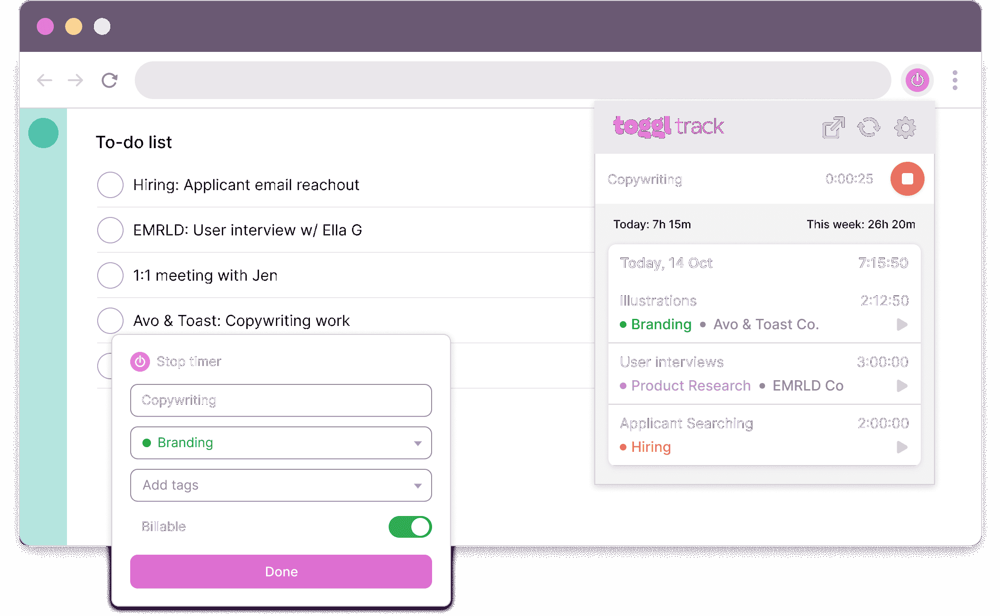 To-do list
Hiring: Applicant email reachout
EMRLD: User interview w/ Ella G
1:1 meeting with Jen
Avo & Toast: Copywriting work
Stop timer
Copywriting
Branding
Add tags
Billable
Done
toggl track
Copywriting 0:00:25
Today: 7h 15m This week: 26h 20m
Today, 14 Oct 7:15:50
Illustrations 2:12:50
Branding • Avo & Toast Co.
User interviews 3:00:00
Product Research • EMRLD Co
Applicant Searching 2:00:00
Hiring